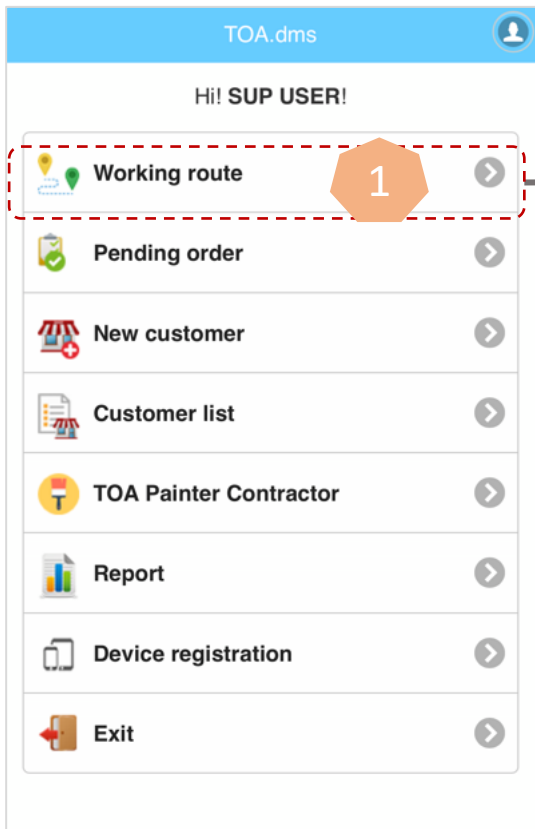 TOA.dms
Hi! SUP USER!
Working route
1
Pending order
New customer
Customer list
TOA Painter Contractor
Report
Device registration
Exit